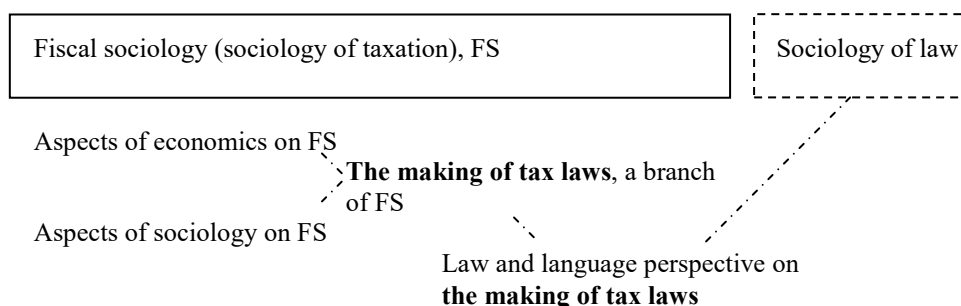 Fiscal sociology (sociology of taxation), FS
Sociology of law
Aspects of economics on FS
The making of tax laws, a branch
of FS
Aspects of sociology on FS
Law and language perspective on
the making of tax laws